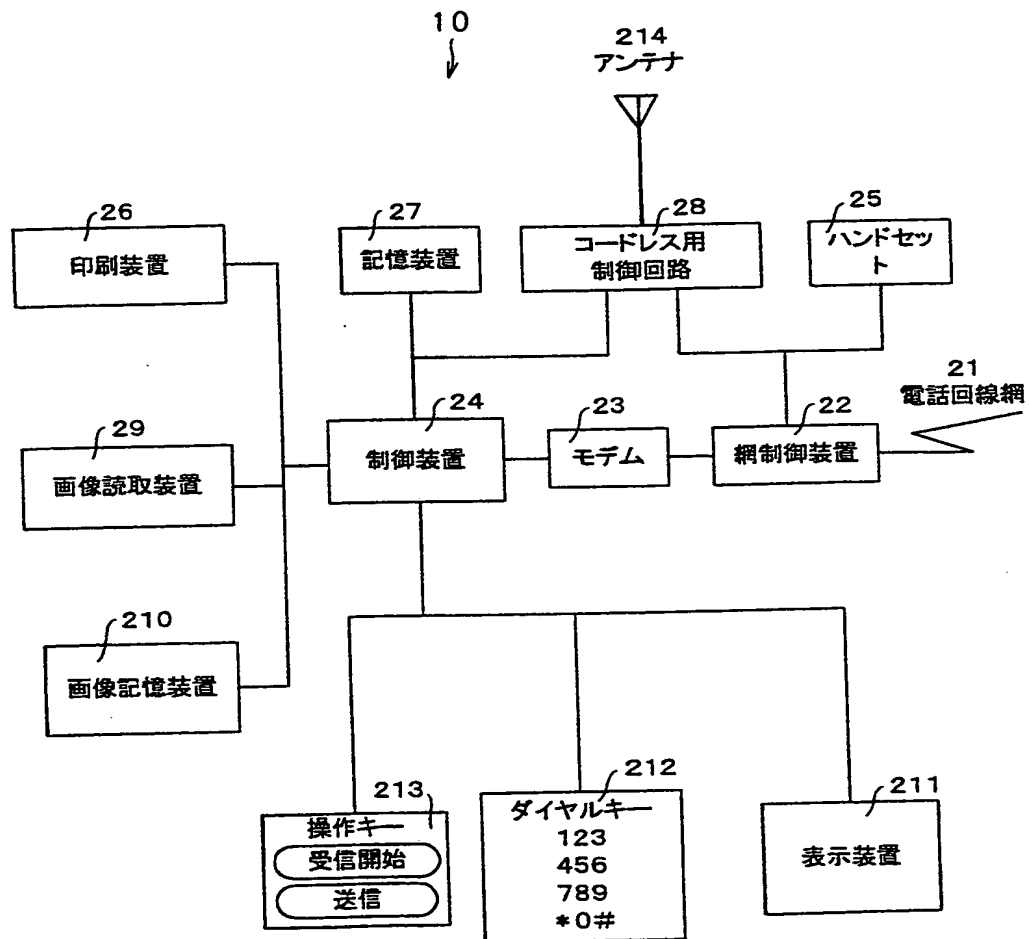 10
214
アンテナ
26
印刷装置
27
記憶装置
28
コードレス用
制御回路
25
ハンドセッ
ト
21
電話回線網
29
画像読取装置
24
制御装置
23
モデム
22
網制御装置
210
画像記憶装置
213
操作キー
受信開始
送信
212
ダイヤルキー
123
456
789
*0#
211
表示装置